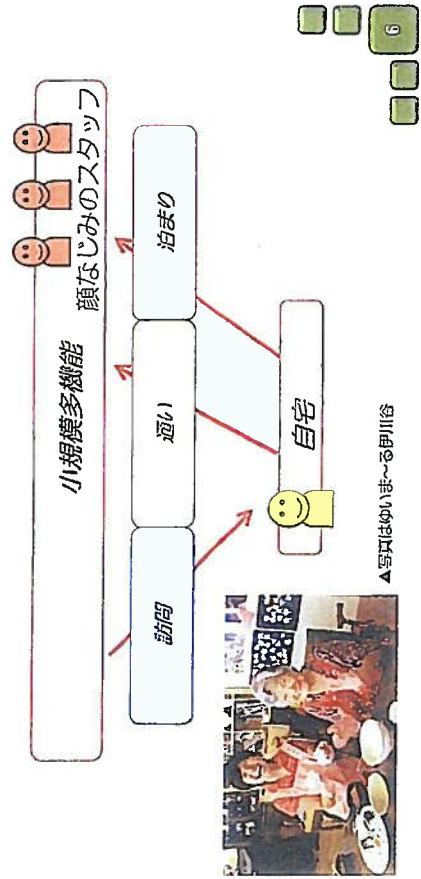 小規模多機能
顔なじみのスタッフ
訪問
通い
泊まり
自宅
▲写真はゆいま～る伊川谷
6